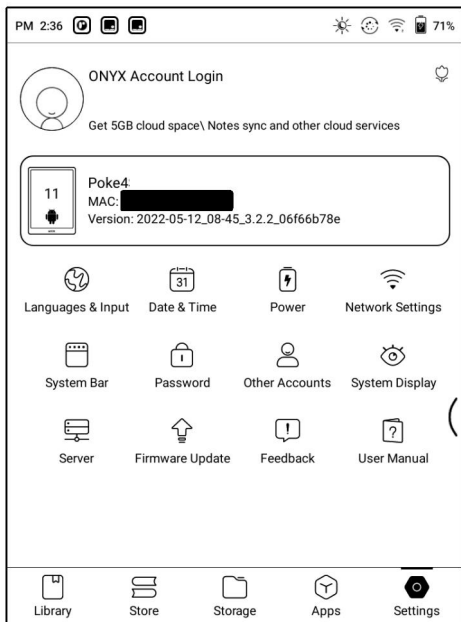 PM 2:36 71%
ONYX Account Login
Get 5GB cloud space\ Notes sync and other cloud services
11
Poke4
MAC:
Version: 2022-05-12_08-45_3.2.2_06f66b78e
31
Languages & Input Date & Time Power Network Settings
System Bar Password Other Accounts System Display
Server Firmware Update Feedback User Manual
Library Store Storage Apps Settings